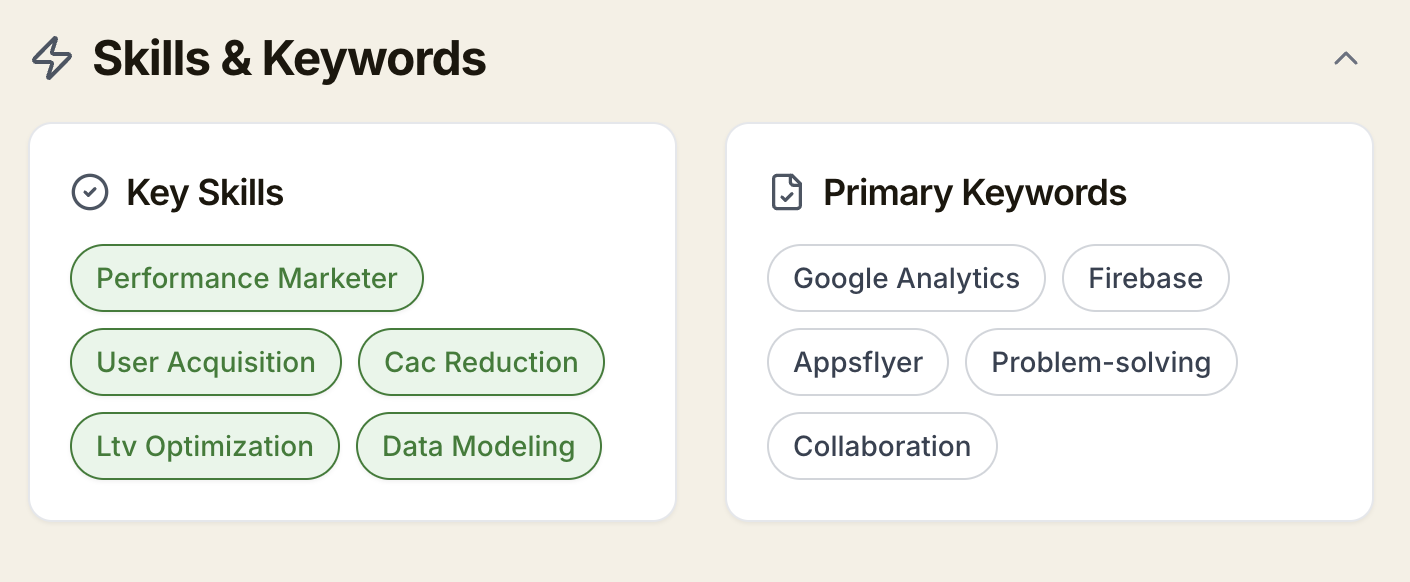 Skills & Keywords
Key Skills
Performance Marketer
User Acquisition Cac Reduction
Ltv Optimization Data Modeling
Primary Keywords
Google Analytics Firebase
Appsflyer Problem-solving
Collaboration